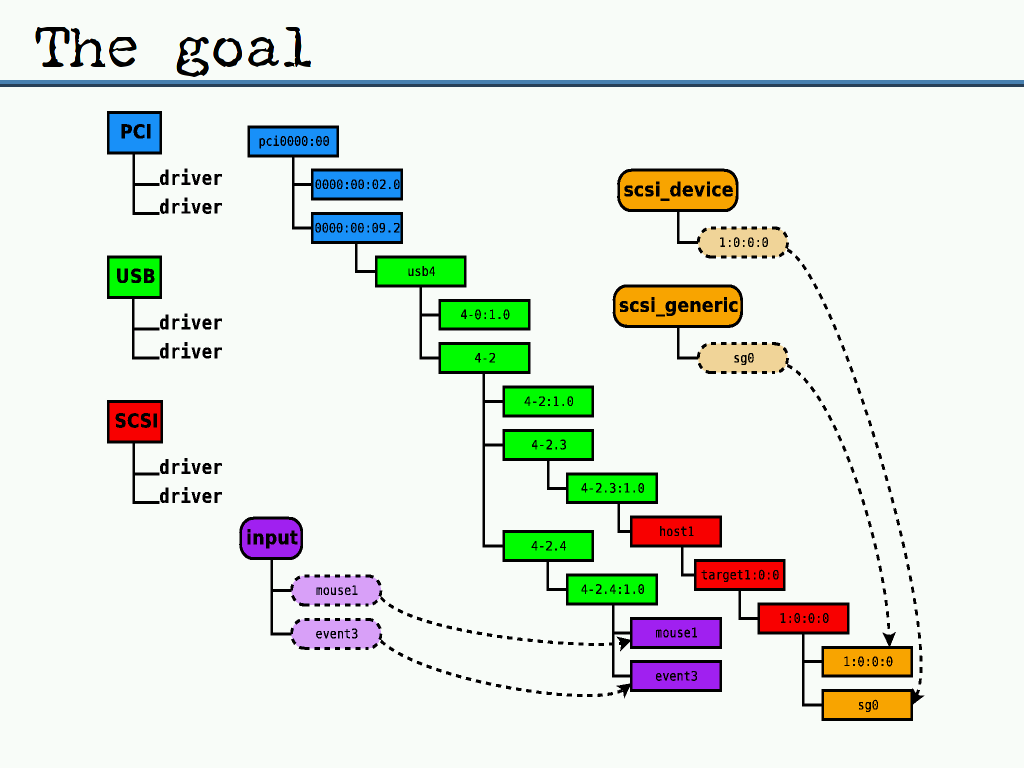 The goal
PCI
driver
driver
USB
driver
driver
SCSI
driver
driver
pci0000:00
0000:00:02.0
0000:00:09.2
usb4
4-0:1.0
4-2
4-2:1.0
4-2.3
4-2.3:1.0
host1
target1:0:0
1:0:0:0
1:0:0:0
sg0
4-2.4
4-2.4:1.0
mouse1
event3
input
mouse1
event3
scsi_device
1:0:0:0
scsi_generic
sg0